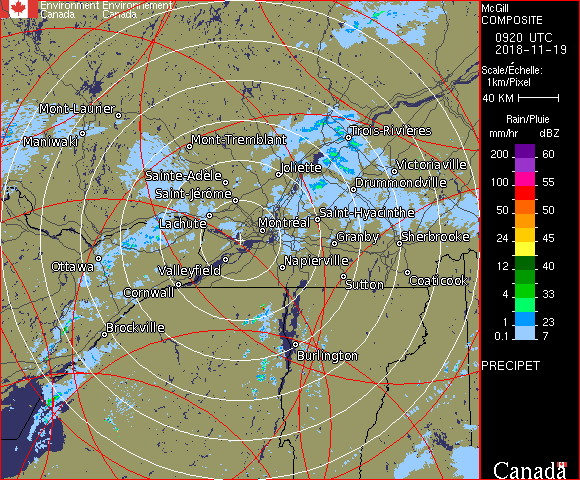 Environment Environnement
Canada Canada
McGill
COMPOSITE
0920 UTC
2018-11-19
Scale/Échelle:
1km/Pixel
40 KM
Rain/Pluie
mm/hr dBZ
200 60
100 55
50 50
24 45
12 40
4 33
1 23
0.1 7
PRECIPET
Canada
Mont-Laurier
Maniwaki
Mont-Tremblant
Trois-Rivières
Sainte-Adèle
Joliette
Victoriaville
Saint-Jérôme
Drummondville
Lachute
Montréal
Saint-Hyacinthe
Granby
Sherbrooke
Ottawa
Valleyfield
Napierville
Cornwall
Sutton
Coaticook
Brockville
Burlington